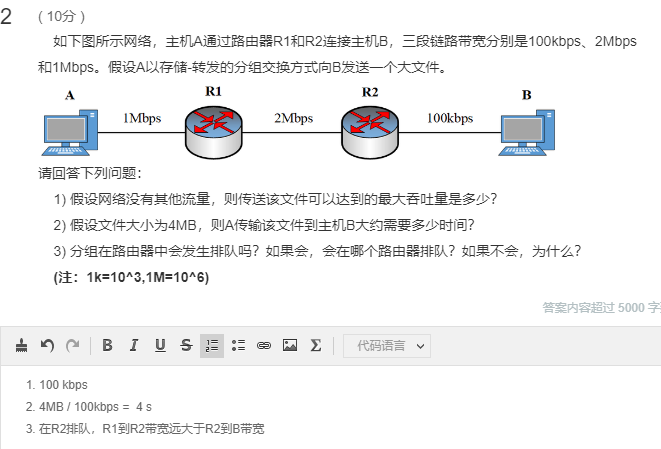 2 ( 10分 )
如下图所示网络，主机A通过路由器R1和R2连接主机B，三段链路带宽分别是100kbps、2Mbps
和1Mbps。假设A以存储-转发的分组交换方式向B发送一个大文件。
A R1 R2 B
1Mbps 2Mbps 100kbps
请回答下列问题：
1) 假设网络没有其他流量，则传送该文件可以达到的最大吞吐量是多少？
2) 假设文件大小为4MB，则A传输该文件到主机B大约需要多少时间？
3) 分组在路由器中会发生排队吗？如果会，会在哪个路由器排队？如果不会，为什么？
(注：1k=10^3,1M=10^6)
答案内容超过 5000 字
B I U S Σ 代码语言
1. 100 kbps
2. 4MB / 100kbps = 4 s
3. 在R2排队，R1到R2带宽远大于R2到B带宽